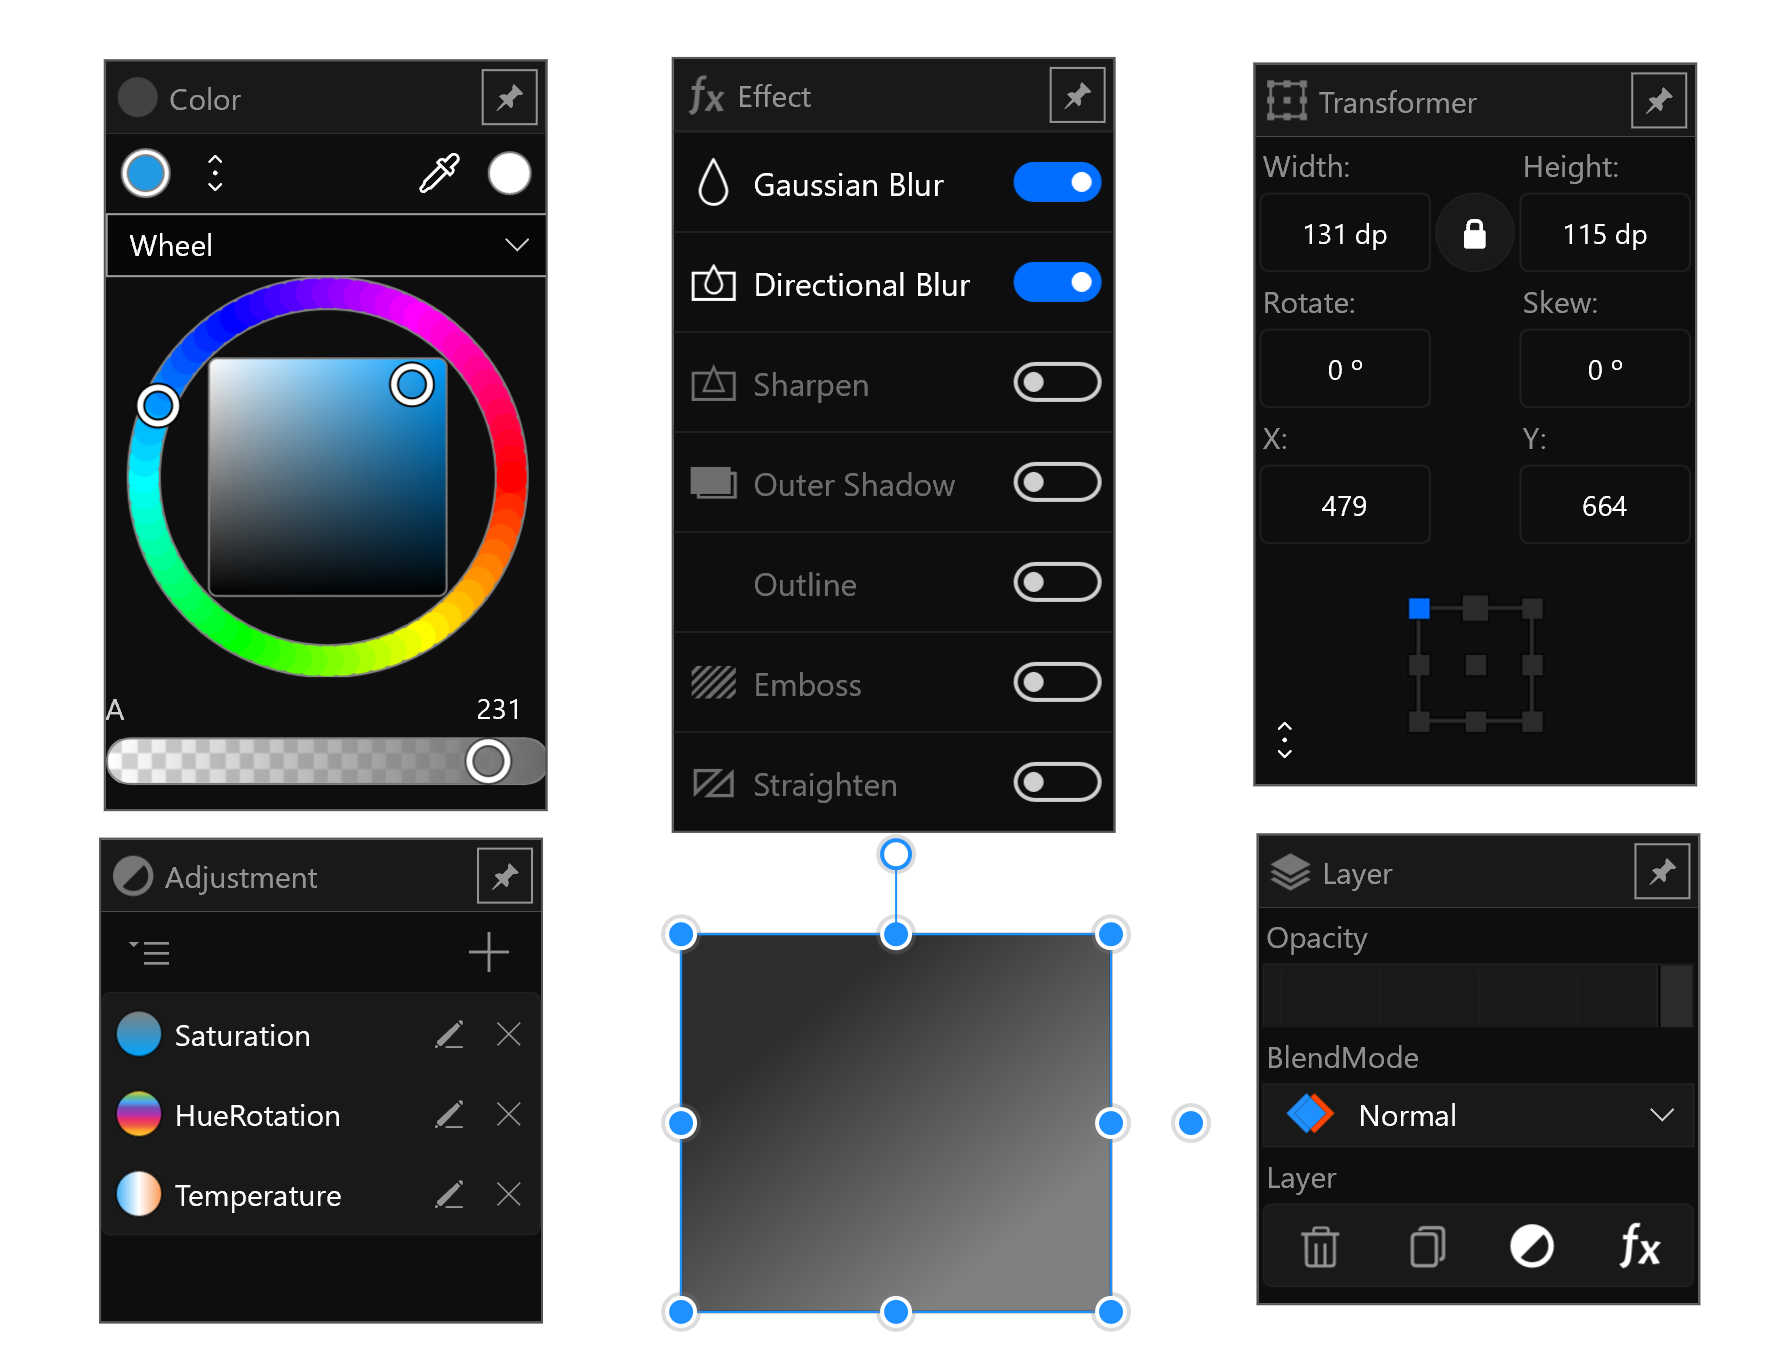 Color
Wheel
A
231
fx Effect
Gaussian Blur
Directional Blur
Sharpen
Outer Shadow
Outline
Emboss
Straighten
Transformer
Width:
Height:
131 dp
115 dp
Rotate:
Skew:
0 º
0 º
X:
Y:
479
664
Adjustment
Saturation
HueRotation
Temperature
Layer
Opacity
BlendMode
Normal
Layer
fx